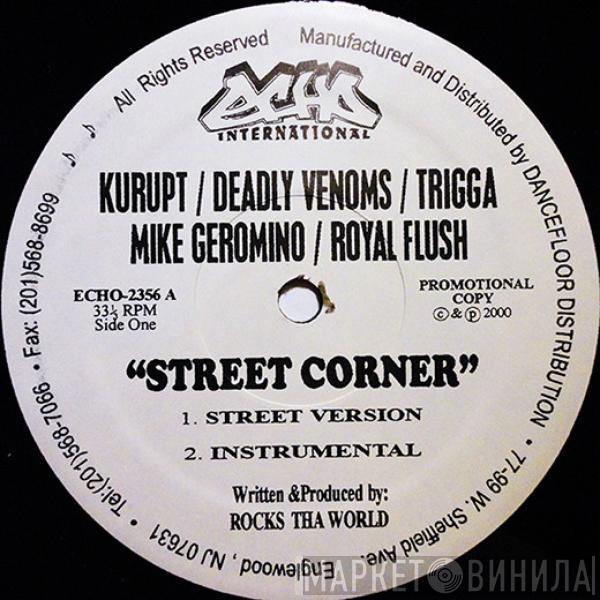 ♪ ♪ All Rights Reserved   Manufactured and Distributed by DANCEFLOOR DISTRIBUTION • 77-99 W. Sheffield Ave. Englewood, NJ 07631 • Tel:(201)568-7066 • Fax: (201)568-8699
ECHO
INTERNATIONAL
KURUPT / DEADLY VENOMS / TRIGGA
MIKE GEROMINO / ROYAL FLUSH
ECHO-2356 A
33⅓ RPM
Side One
PROMOTIONAL
COPY
©&℗ 2000
“STREET CORNER”
1. STREET VERSION
2. INSTRUMENTAL
Written &Produced by:
ROCKS THA WORLD
МАРКЕТ ВИНИЛА